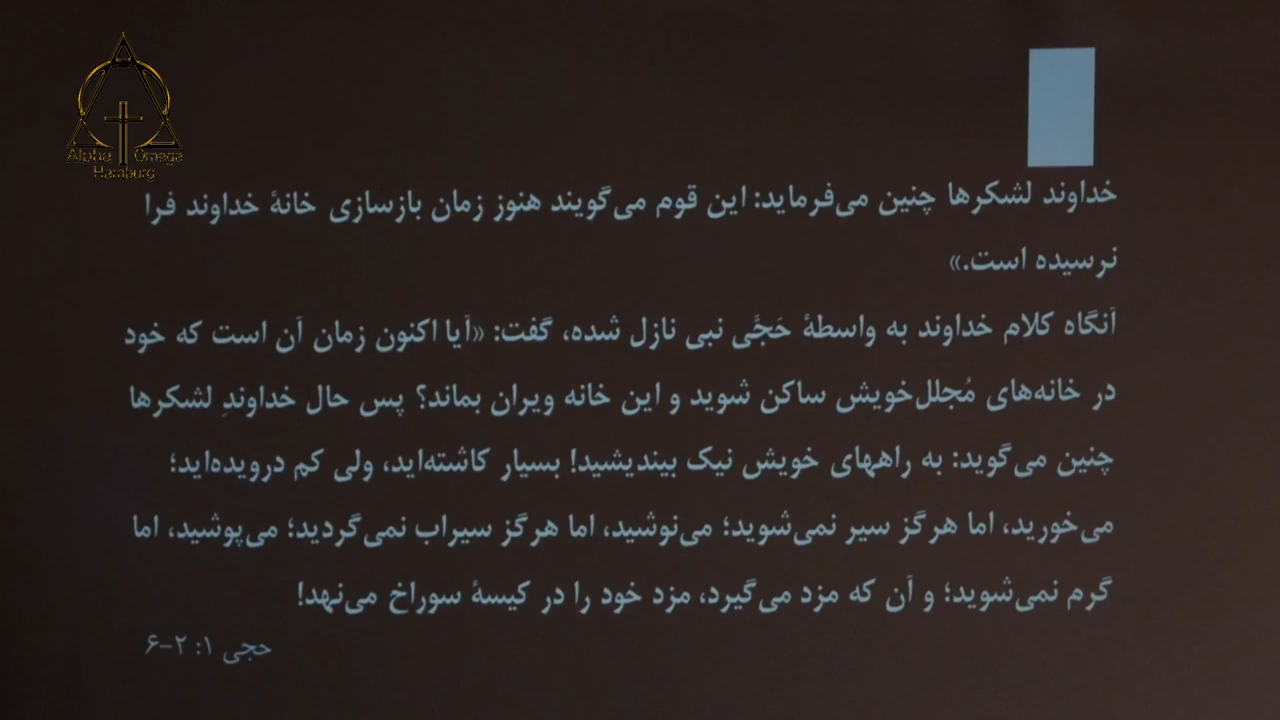 Alpha Omega
Hamburg
خداوند لشکرها چنین می‌فرماید: این قوم می‌گویند هنوز زمان بازسازی خانۀ خداوند فرا
نرسیده است.»
آنگاه کلام خداوند به واسطۀ حَجَّی نبی نازل شده، گفت: «آیا اکنون زمان آن است که خود
در خانه‌های مُجلل‌خویش ساکن شوید و این خانه ویران بماند؟ پس حال خداوندِ لشکرها
چنین می‌گوید: به راههای خویش نیک بیندیشید! بسیار کاشته‌اید، ولی کم درویده‌اید؛
می‌خورید، اما هرگز سیر نمی‌شوید؛ می‌نوشید، اما هرگز سیراب نمی‌گردید؛ می‌پوشید، اما
گرم نمی‌شوید؛ و آن که مزد می‌گیرد، مزد خود را در کیسۀ سوراخ می‌نهد!
حجی ۱: ۲-۶